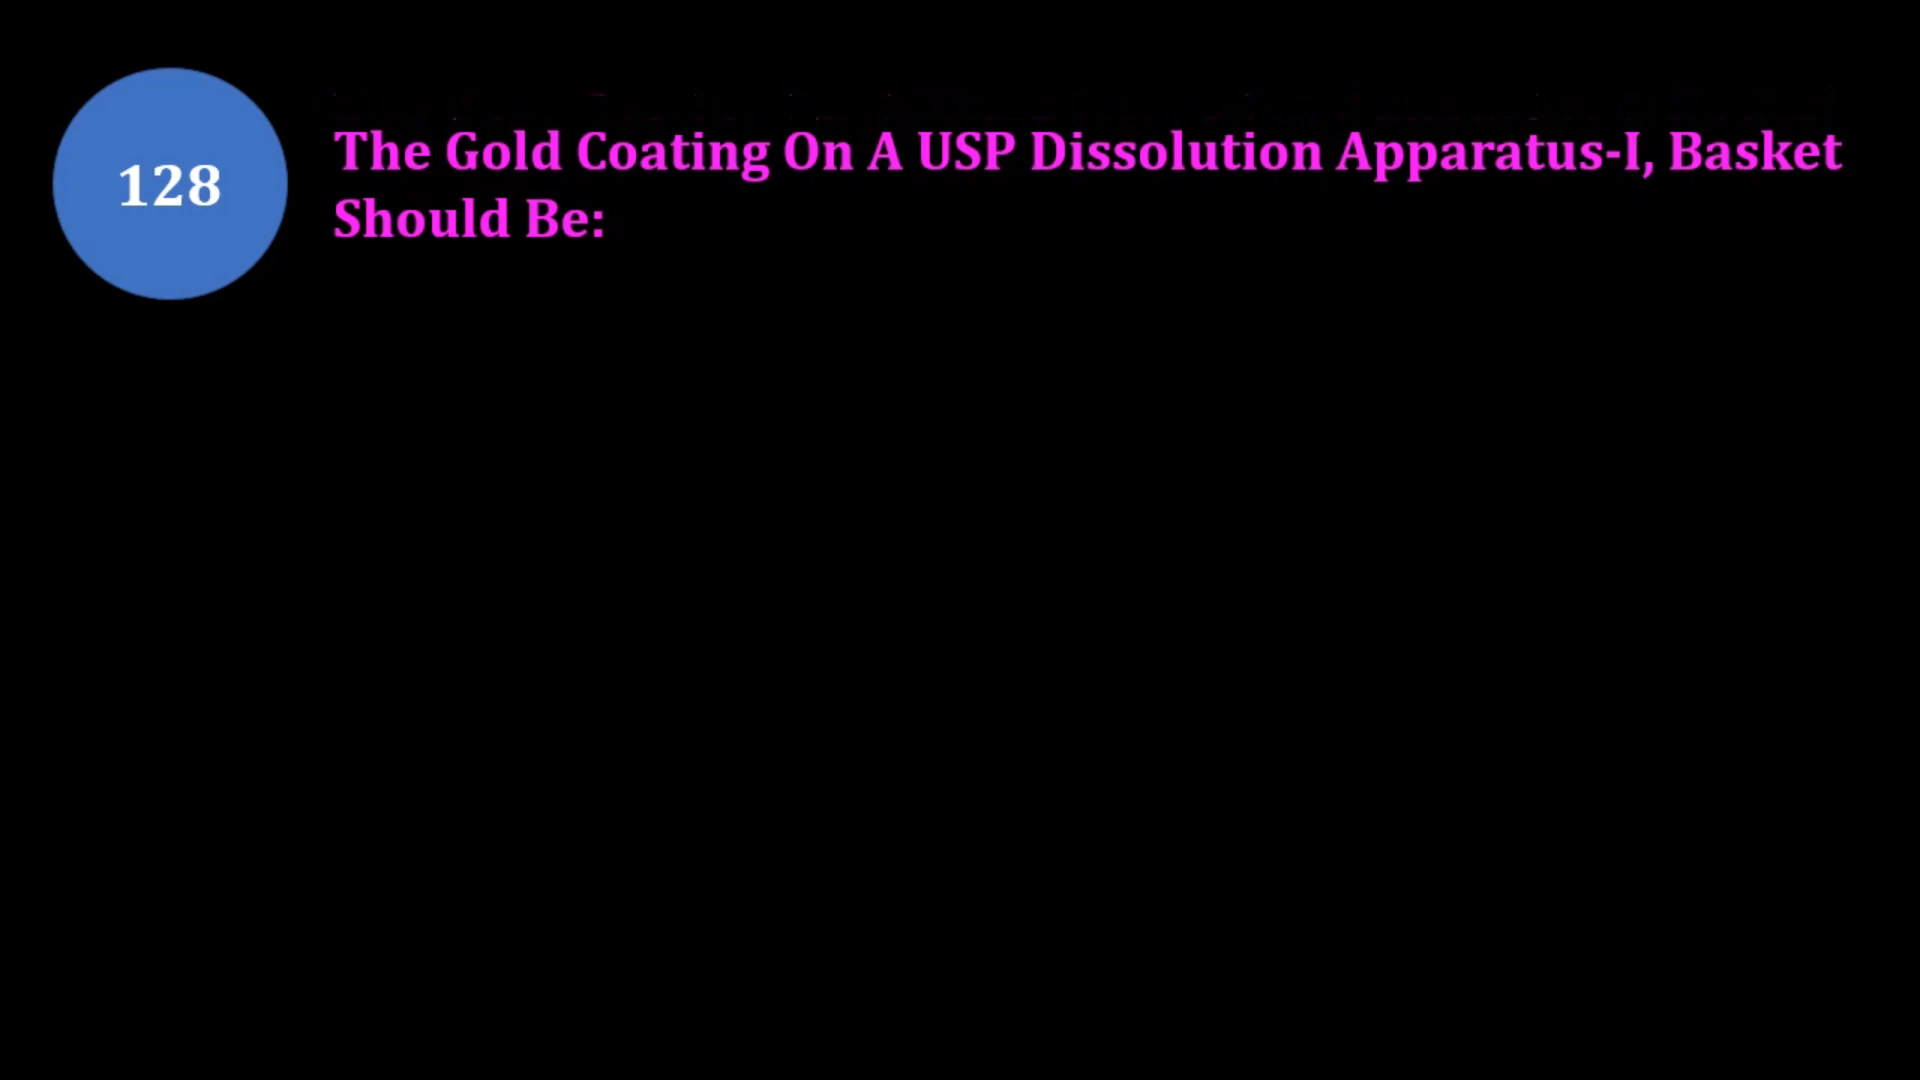 128
The Gold Coating On A USP Dissolution Apparatus-I, Basket
Should Be: